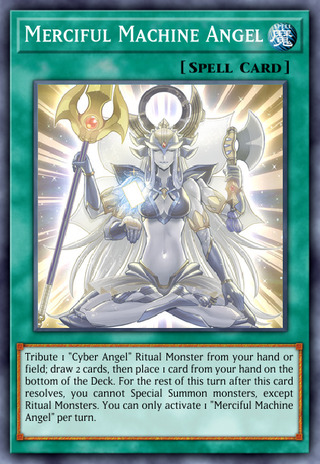 Merciful Machine Angel
魔
[ Spell Card ]
Tribute 1 "Cyber Angel" Ritual Monster from your hand or
field; draw 2 cards, then place 1 card from your hand on the
bottom of the Deck. For the rest of this turn after this card
resolves, you cannot Special Summon monsters, except
Ritual Monsters. You can only activate 1 "Merciful Machine
Angel" per turn.